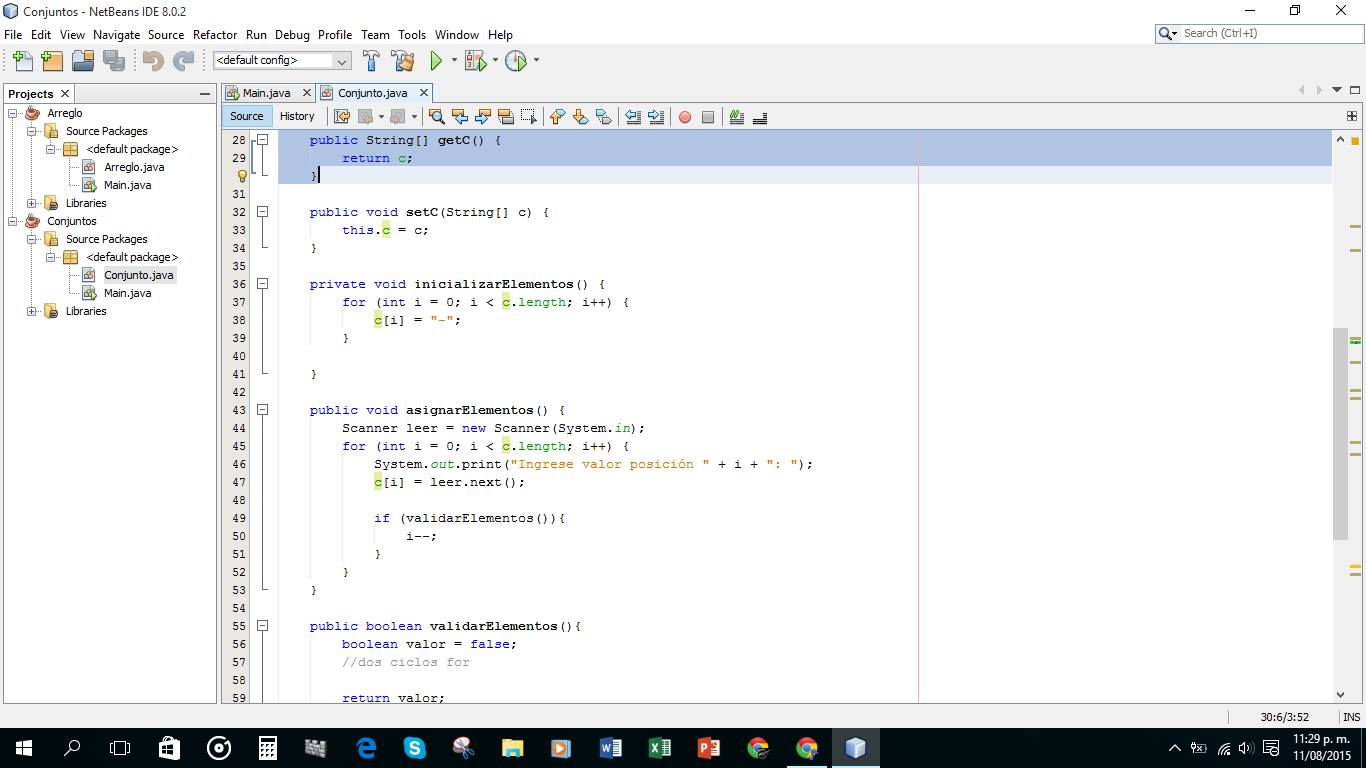 Conjuntos - NetBeans IDE 8.0.2
File Edit View Navigate Source Refactor Run Debug Profile Team Tools Window Help
Search (Ctrl+I)
<default config>
Projects
Arreglo
Source Packages
<default package>
Arreglo.java
Main.java
Libraries
Conjuntos
Source Packages
<default package>
Conjunto.java
Main.java
Libraries
Main.java Conjunto.java
Source History
28 public String[] getC() {
29 return c;
}
31
32 public void setC(String[] c) {
33 this.c = c;
34 }
35
36 private void inicializarElementos() {
37 for (int i = 0; i < c.length; i++) {
38 c[i] = "-";
39 }
40
41 }
42
43 public void asignarElementos() {
44 Scanner leer = new Scanner(System.in);
45 for (int i = 0; i < c.length; i++) {
46 System.out.print("Ingrese valor posición " + i + ": ");
47 c[i] = leer.next();
48
49 if (validarElementos()){
50 i--;
51 }
52 }
53 }
54
55 public boolean validarElementos(){
56 boolean valor = false;
57 //dos ciclos for
58
59 return valor;
30:6/3:52 INS
11:29 p. m.
11/08/2015